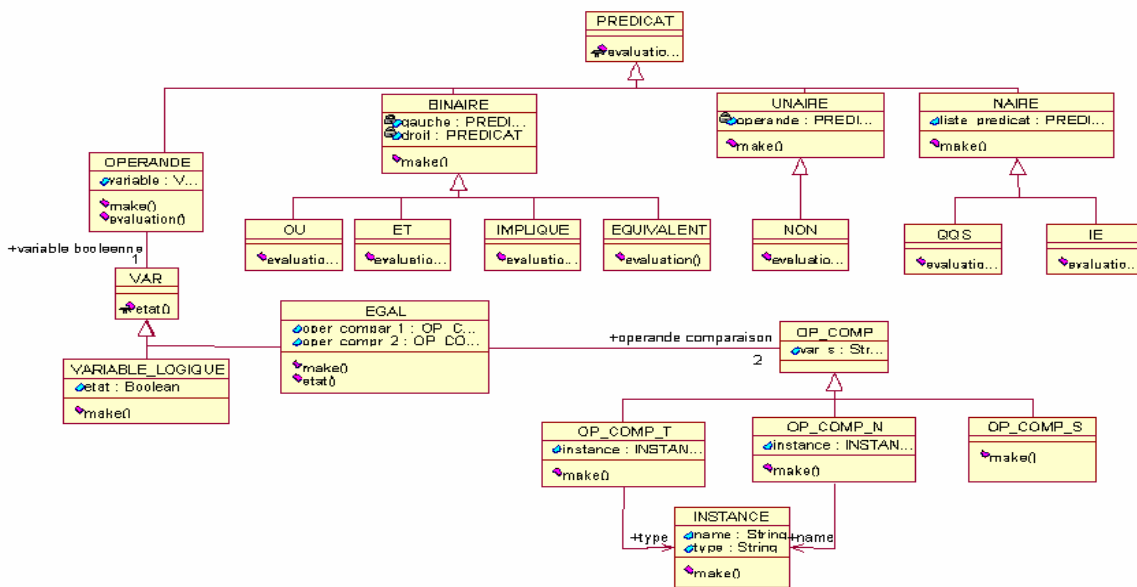 PREDICAT
evaluatio...
BINAIRE
gauche : PREDI...
droit : PREDICAT
make()
UNAIRE
operande : PREDI...
make()
NAIRE
liste predicat : PREDI...
make()
OPERANDE
variable : V...
make()
evaluation()
OU
evaluatio...
ET
evaluatio...
IMPLIQUE
evaluatio...
EQUIVALENT
evaluation()
NON
evaluatio...
QQS
evaluatio...
IE
evaluatio...
+variable booleenne
1
VAR
etat()
EGAL
oper compar 1 : OP_C...
oper compr 2 : OP_CO...
make()
etat()
+operande comparaison
2
OP_COMP
var s : Str...
VARIABLE_LOGIQUE
etat : Boolean
make()
OP_COMP_T
instance : INSTAN...
make()
OP_COMP_N
instance : INSTAN...
make()
OP_COMP_S
make()
+type
INSTANCE
name : String
type : String
make()
+name